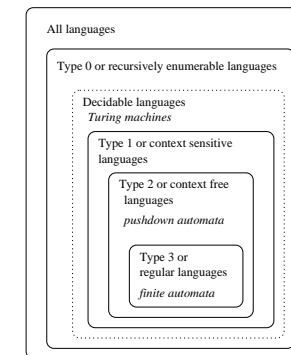 All languages
Type 0 or recursively enumerable languages
Decidable languages
Turing machines
Type 1 or context sensitive
languages
Type 2 or context free
languages
pushdown automata
Type 3 or
regular languages
finite automata